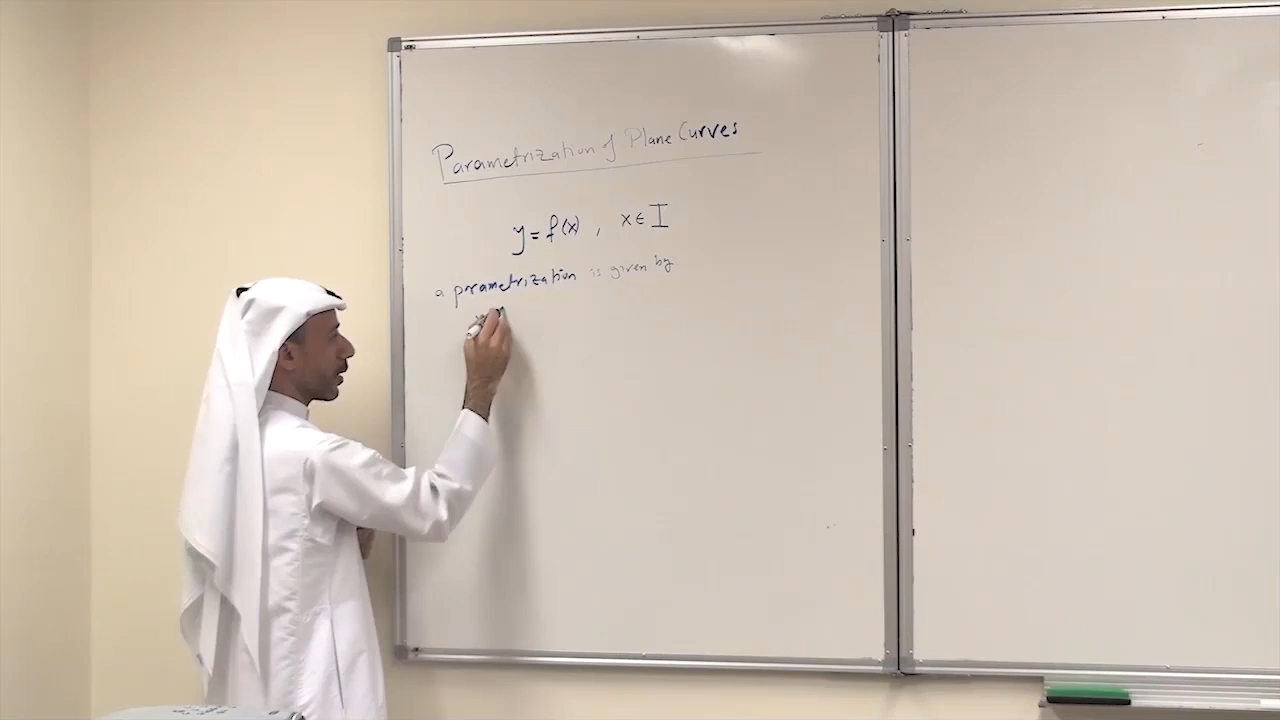 Parametrization of Plane Curves
y = f(x) , x ∈ I
a parametrization is given by